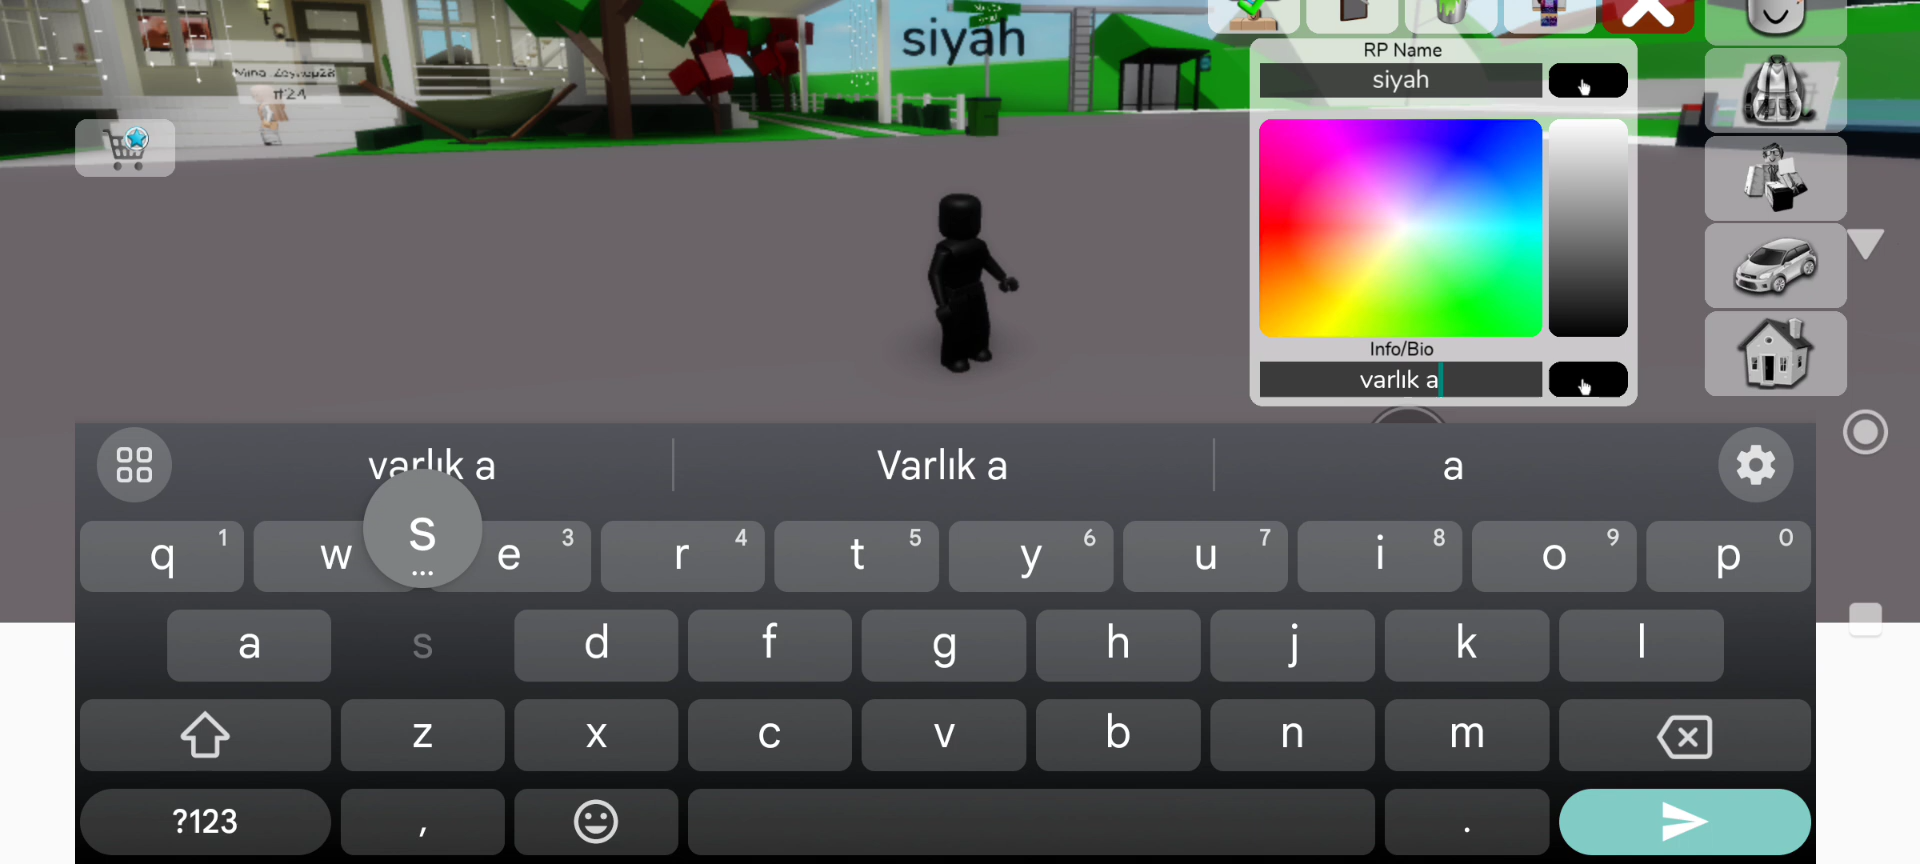 siyah
RP Name
siyah
#24
Info/Bio
varlık a
varlık a
Varlık a
a
s
...
q 1
w
e 3
r 4
t 5
y 6
u 7
i 8
o 9
p 0
a
s
d
f
g
h
j
k
l
z
x
c
v
b
n
m
?123
,
.